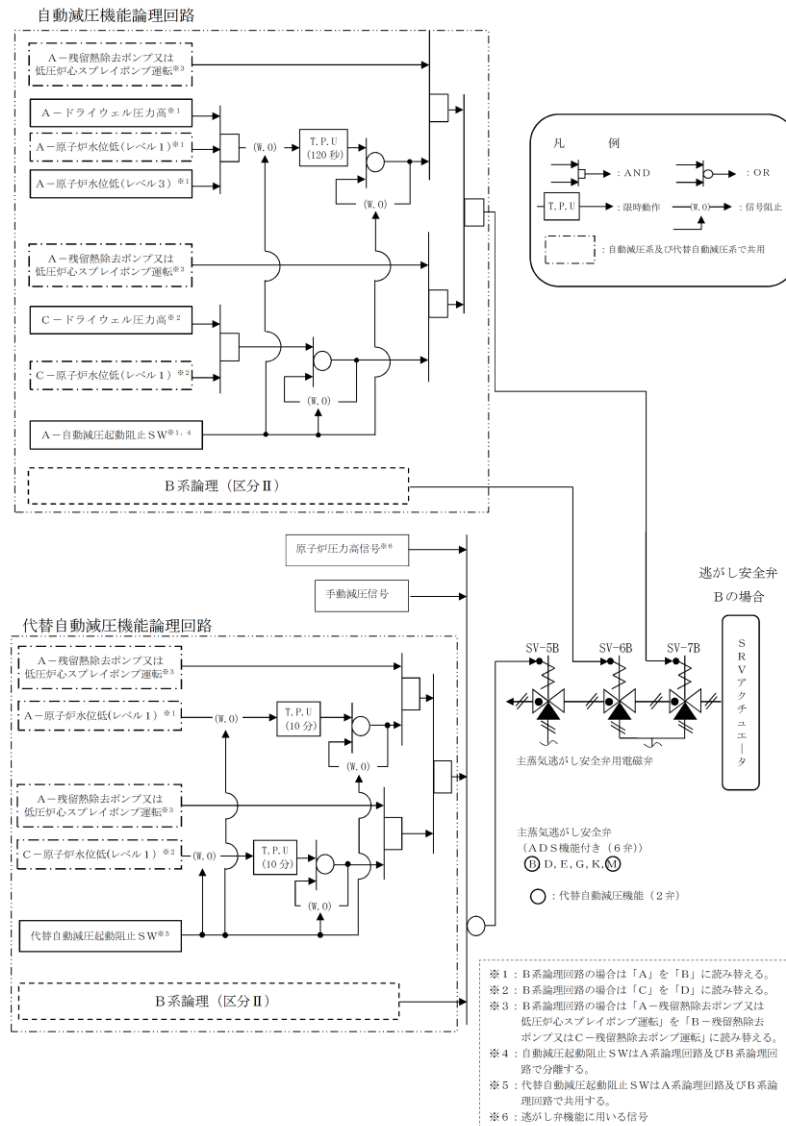 自動減圧機能論理回路
A－残留熱除去ポンプ又は
低圧炉心スプレイポンプ運転※3
A－ドライウェル圧力高※1
A－原子炉水位低(レベル1)※1
A－原子炉水位低(レベル3)※1
(W.O)
T.P.U
(120秒)
(W.O)
A－残留熱除去ポンプ又は
低圧炉心スプレイポンプ運転※3
C－ドライウェル圧力高※2
C－原子炉水位低(レベル1)※2
(W.O)
A－自動減圧起動阻止SW※1,4
B系論理（区分Ⅱ）
凡 例
：AND
：OR
T.P.U
：限時動作
(W.O)
：信号阻止
：自動減圧系及び代替自動減圧系で共用
原子炉圧力高信号※6
手動減圧信号
代替自動減圧機能論理回路
A－残留熱除去ポンプ又は
低圧炉心スプレイポンプ運転※3
A－原子炉水位低(レベル1)※1
(W.O)
T.P.U
(10分)
(W.O)
A－残留熱除去ポンプ又は
低圧炉心スプレイポンプ運転※3
C－原子炉水位低(レベル1)※2
(W.O)
T.P.U
(10分)
(W.O)
代替自動減圧起動阻止SW※5
B系論理（区分Ⅱ）
逃がし安全弁
Bの場合
SV-5B
SV-6B
SV-7B
SRVアクチュエータ
主蒸気逃がし安全弁用電磁弁
主蒸気逃がし安全弁
（ADS機能付き（6弁））
B, D, E, G, K, M
：代替自動減圧機能（2弁）
※1：B系論理回路の場合は「A」を「B」に読み替える。
※2：B系論理回路の場合は「C」を「D」に読み替える。
※3：B系論理回路の場合は「A－残留熱除去ポンプ又は
低圧炉心スプレイポンプ運転」を「B－残留熱除去
ポンプ又はC－残留熱除去ポンプ運転」に読み替える。
※4：自動減圧起動阻止SWはA系論理回路及びB系論理回
路で分離する。
※5：代替自動減圧起動阻止SWはA系論理回路及びB系論
理回路で共用する。
※6：逃がし弁機能に用いる信号